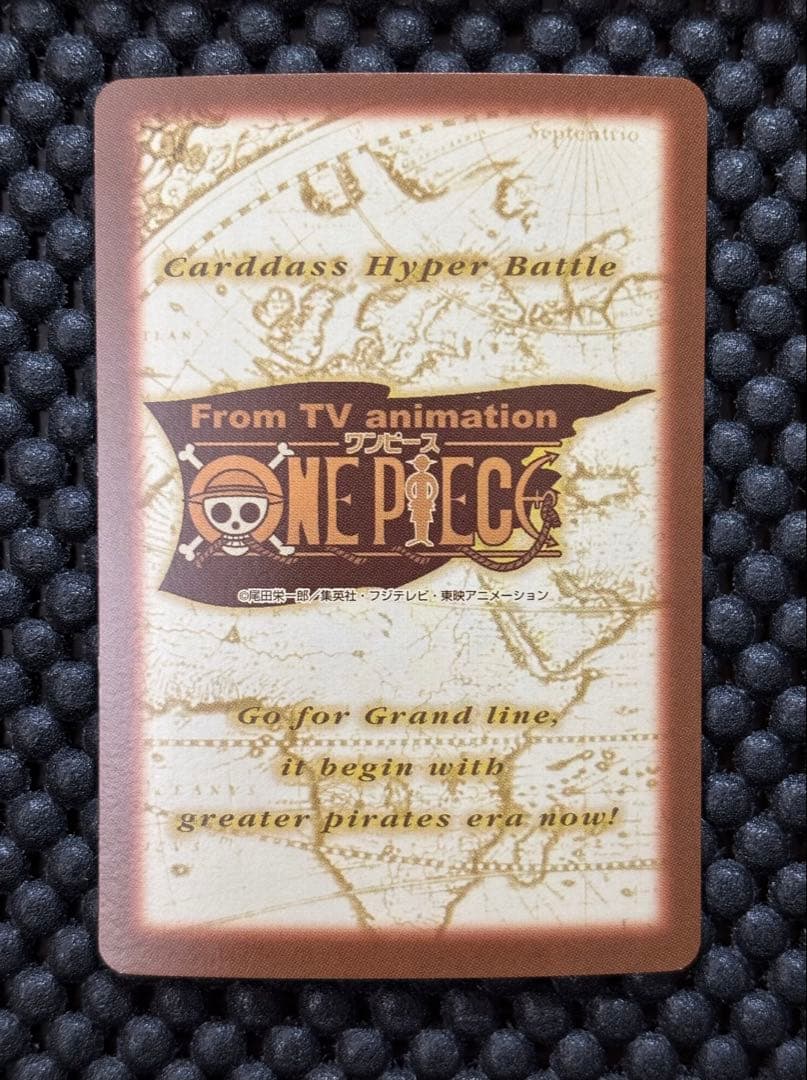 Septentrio
Carddass Hyper Battle
From TV animation
ワンピース
ONE PIECE
©尾田栄一郎/集英社・フジテレビ・東映アニメーション
Go for Grand line,
it begin with
greater pirates era now!